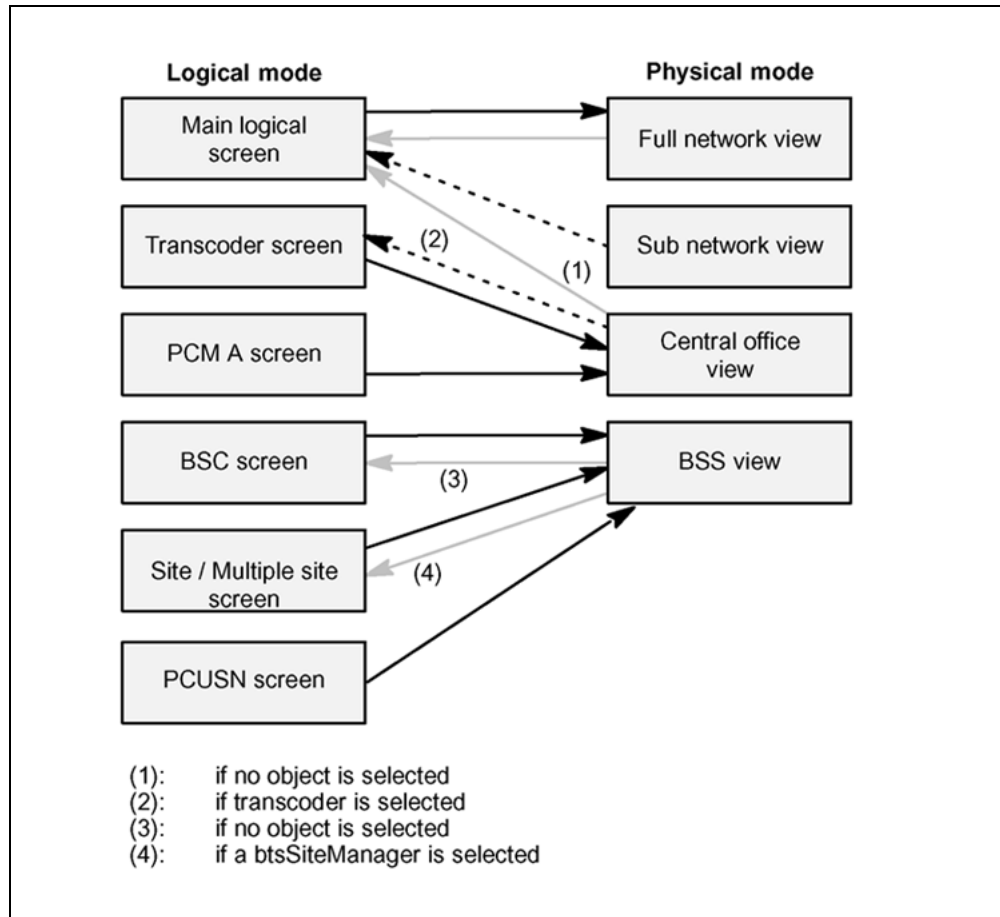 Logical mode
Physical mode
Main logical
screen
Full network view
Transcoder screen
(2)
(1)
Sub network view
PCM A screen
Central office
view
BSC screen
(3)
BSS view
Site / Multiple site
screen
(4)
PCUSN screen
(1): if no object is selected
(2): if transcoder is selected
(3): if no object is selected
(4): if a btsSiteManager is selected